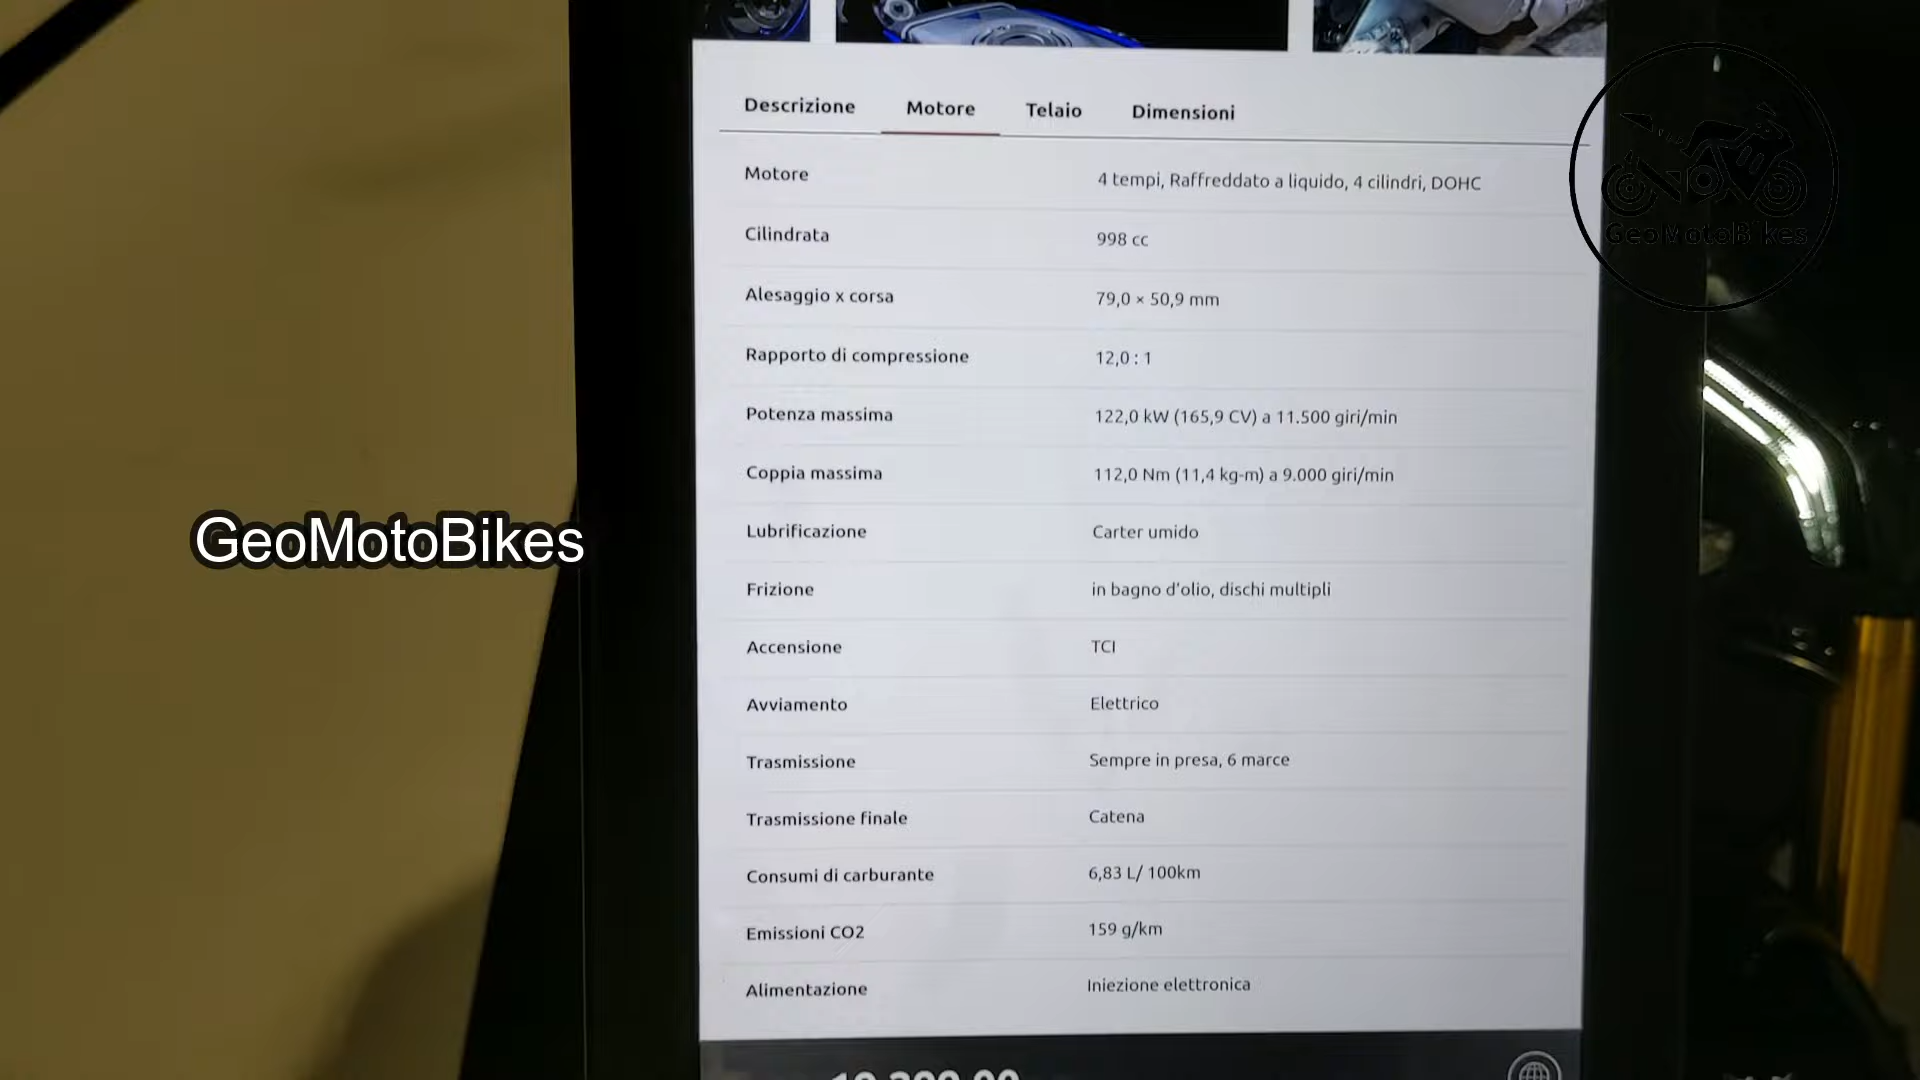 Descrizione Motore Telaio Dimensioni
Motore 4 tempi, Raffreddato a liquido, 4 cilindri, DOHC
Cilindrata 998 cc
Alesaggio x corsa 79,0 × 50,9 mm
Rapporto di compressione 12,0 : 1
Potenza massima 122,0 kW (165,9 CV) a 11.500 giri/min
Coppia massima 112,0 Nm (11,4 kg-m) a 9.000 giri/min
Lubrificazione Carter umido
Frizione in bagno d'olio, dischi multipli
Accensione TCI
Avviamento Elettrico
Trasmissione Sempre in presa, 6 marce
Trasmissione finale Catena
Consumi di carburante 6,83 L/ 100km
Emissioni CO2 159 g/km
Alimentazione Iniezione elettronica
GeoMotoBikes
GeoMotoBikes